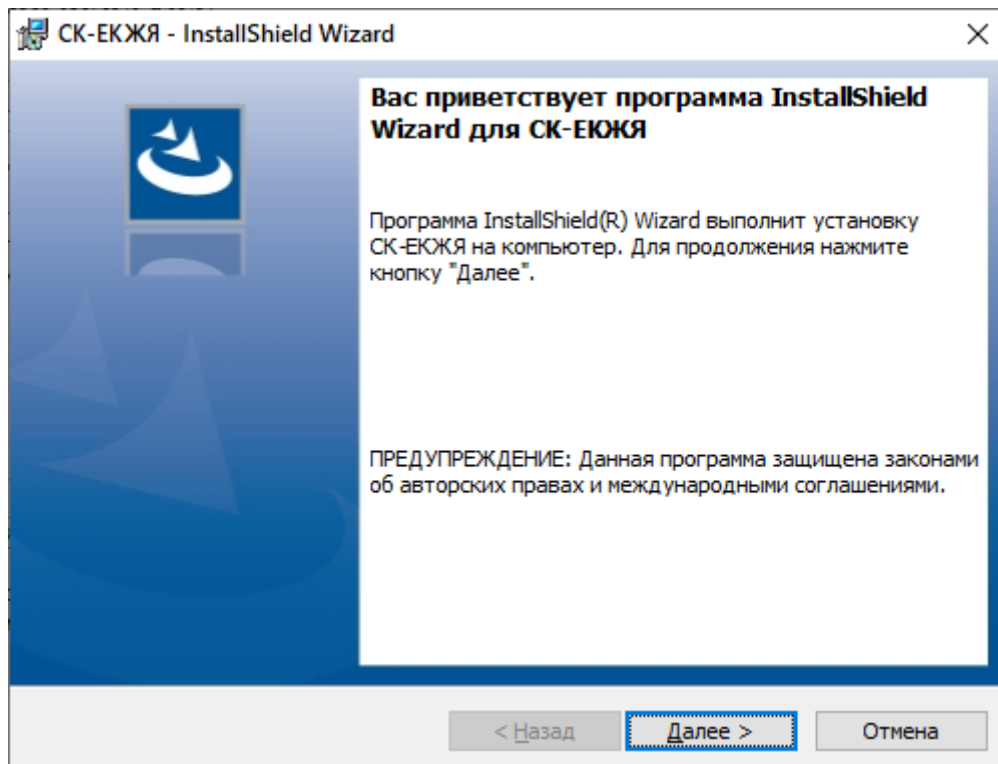 СК-ЕКЖЯ - InstallShield Wizard
Вас приветствует программа InstallShield
Wizard для СК-ЕКЖЯ
Программа InstallShield(R) Wizard выполнит установку
СК-ЕКЖЯ на компьютер. Для продолжения нажмите
кнопку "Далее".
ПРЕДУПРЕЖДЕНИЕ: Данная программа защищена законами
об авторских правах и международными соглашениями.
< Назад
Далее >
Отмена